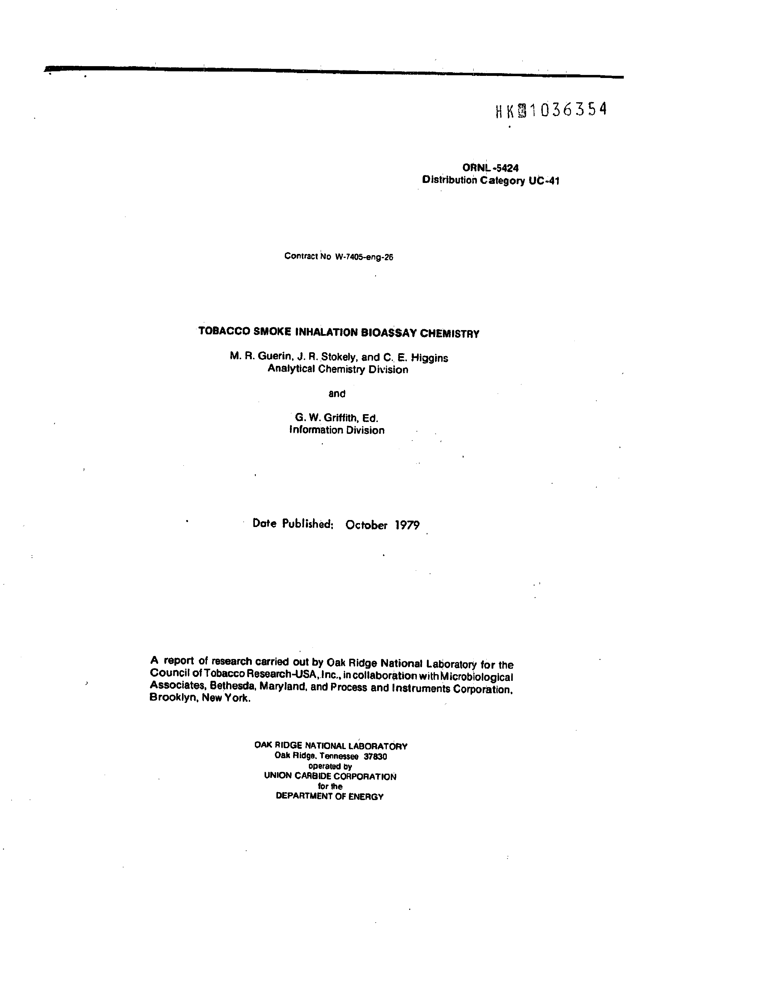 1036354
ORNL-5424
Distribution Category UC-41
Contract No W-7405-eng-26
TOBACCO SMOKE INHALATION BIOASSAY CHEMISTRY
M. R. Guerin, J. R. Stokely, and C. E. Higgins
Analytical Chemistry Division
and
G. W. Griffith, Ed.
Information Division
Date Published: October 1979
A report of research carried out by Oak Ridge National Laboratory for the
Council of Tobacco Research-USA, Inc., in collaboration with Microbiological
Associates, Bethesda, Maryland, and Process and Instruments Corporation,
Brooklyn, New York.
OAK RIDGE NATIONAL LABORATORY
Oak Ridge, Tennessee 37830
operated by
UNION CARBIDE CORPORATION
for the
DEPARTMENT OF ENERGY